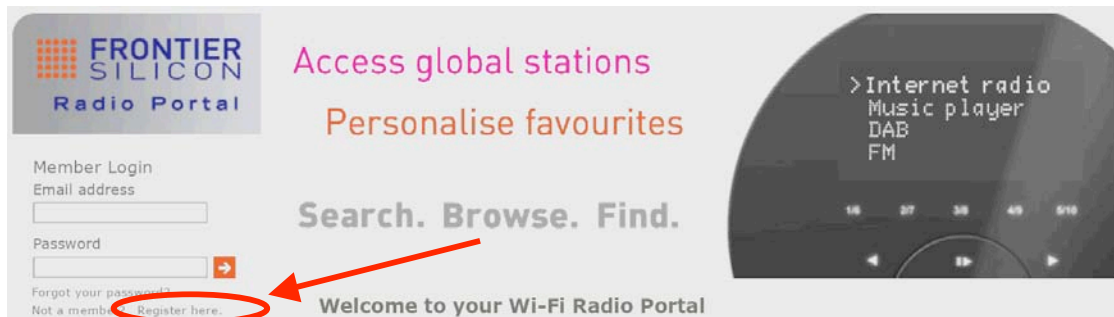 FRONTIER
SILICON
Radio Portal
Member Login
Email address
Password
Forgot your password?
Not a member? Register here.
Access global stations
Personalise favourites
Search. Browse. Find.
Welcome to your Wi-Fi Radio Portal
>Internet radio
Music player
DAB
FM
1/6 2/7 3/8 4/9 5/10